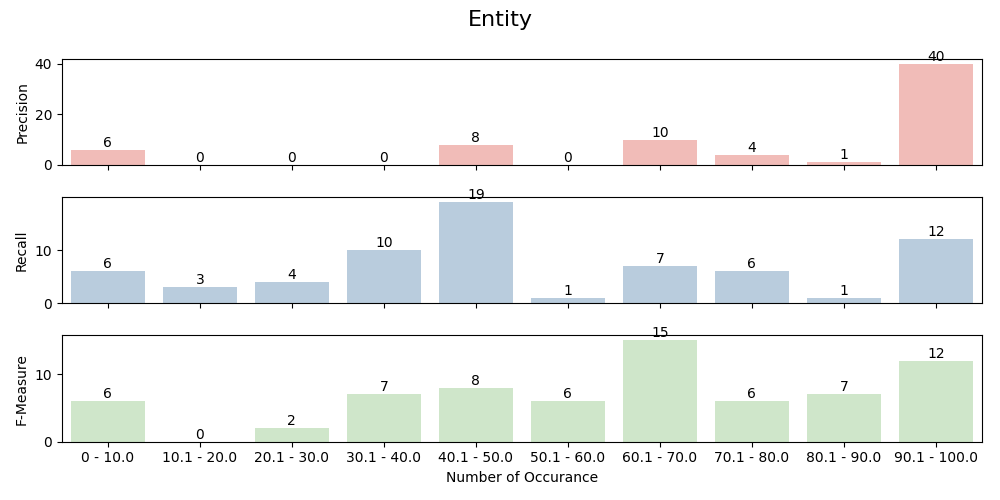 Entity
Precision
40
20
0
6
0
0
0
8
0
10
4
1
40
Recall
10
0
6
3
4
10
19
1
7
6
1
12
F-Measure
10
0
6
0
2
7
8
6
15
6
7
12
0 - 10.0
10.1 - 20.0
20.1 - 30.0
30.1 - 40.0
40.1 - 50.0
50.1 - 60.0
60.1 - 70.0
70.1 - 80.0
80.1 - 90.0
90.1 - 100.0
Number of Occurance